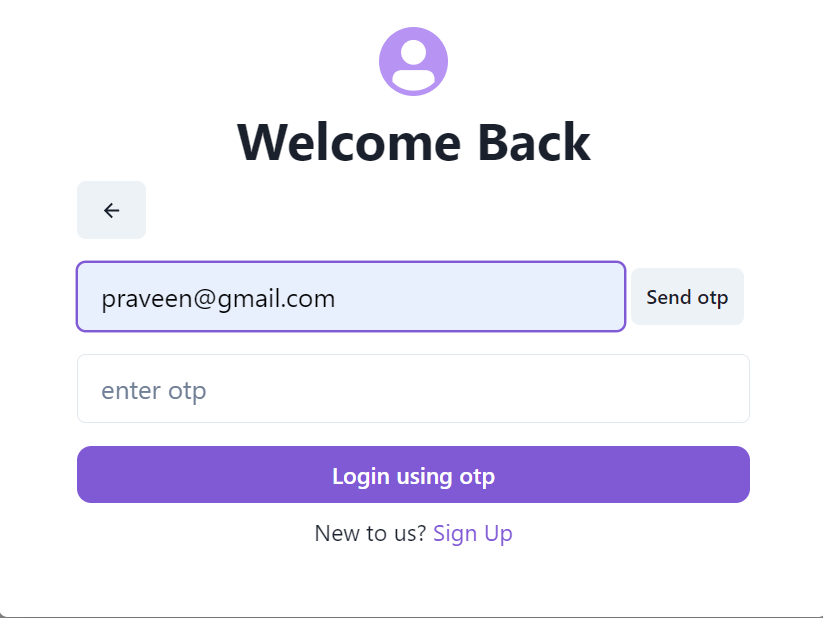 Welcome Back
praveen@gmail.com
Send otp
enter otp
Login using otp
New to us? Sign Up